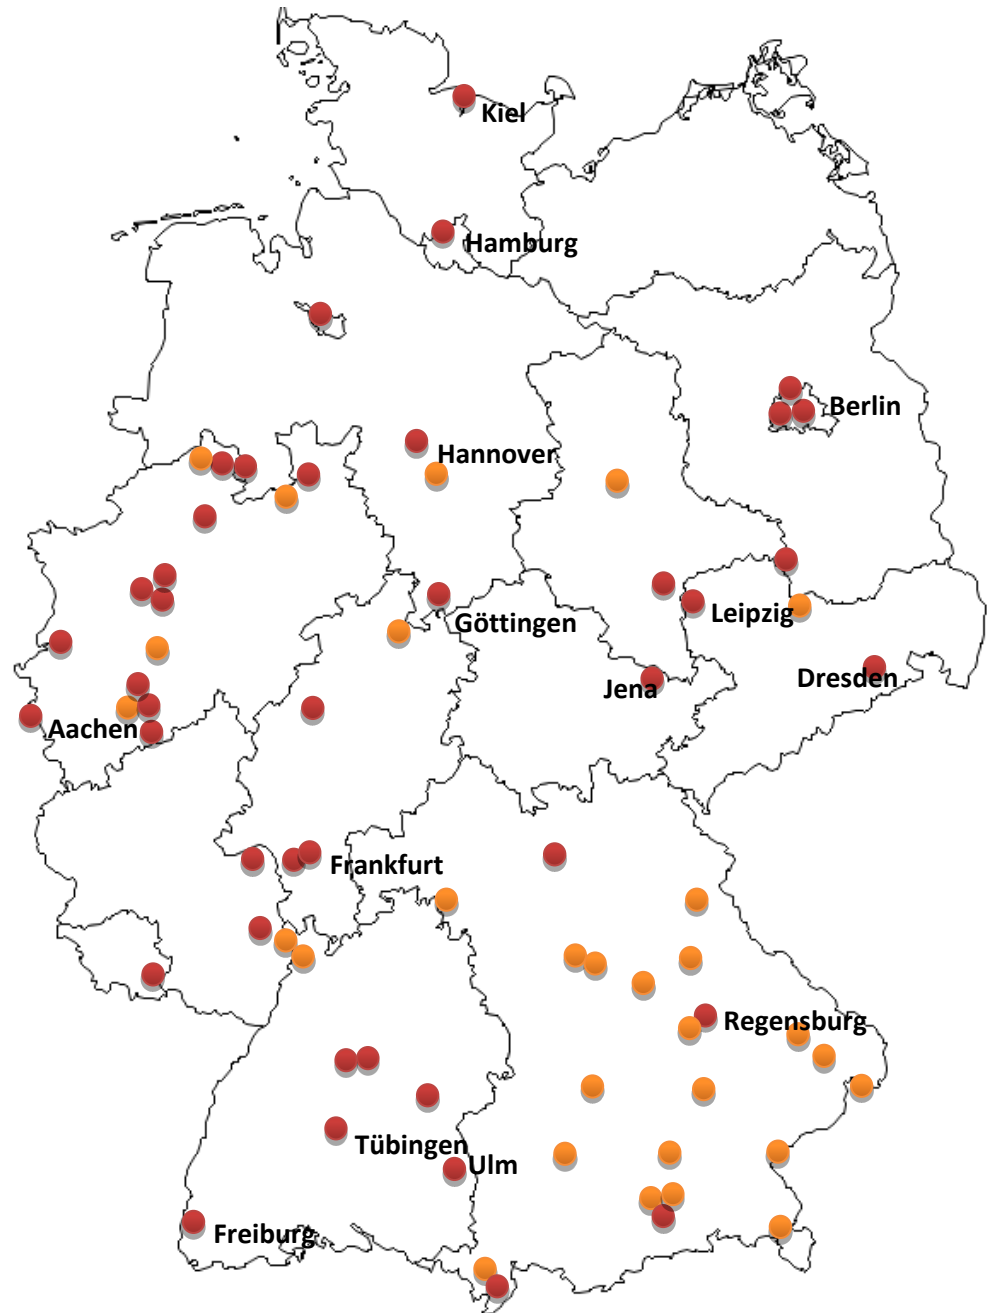 Kiel
Hamburg
Berlin
Hannover
Göttingen
Leipzig
Jena
Dresden
Aachen
Frankfurt
Regensburg
Tübingen
Ulm
Freiburg